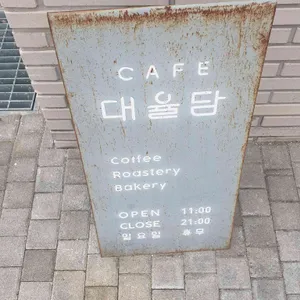 CAFE
대율담
Coffee
Roastery
Bakery
OPEN 11:00
CLOSE 21:00
일요일 휴무